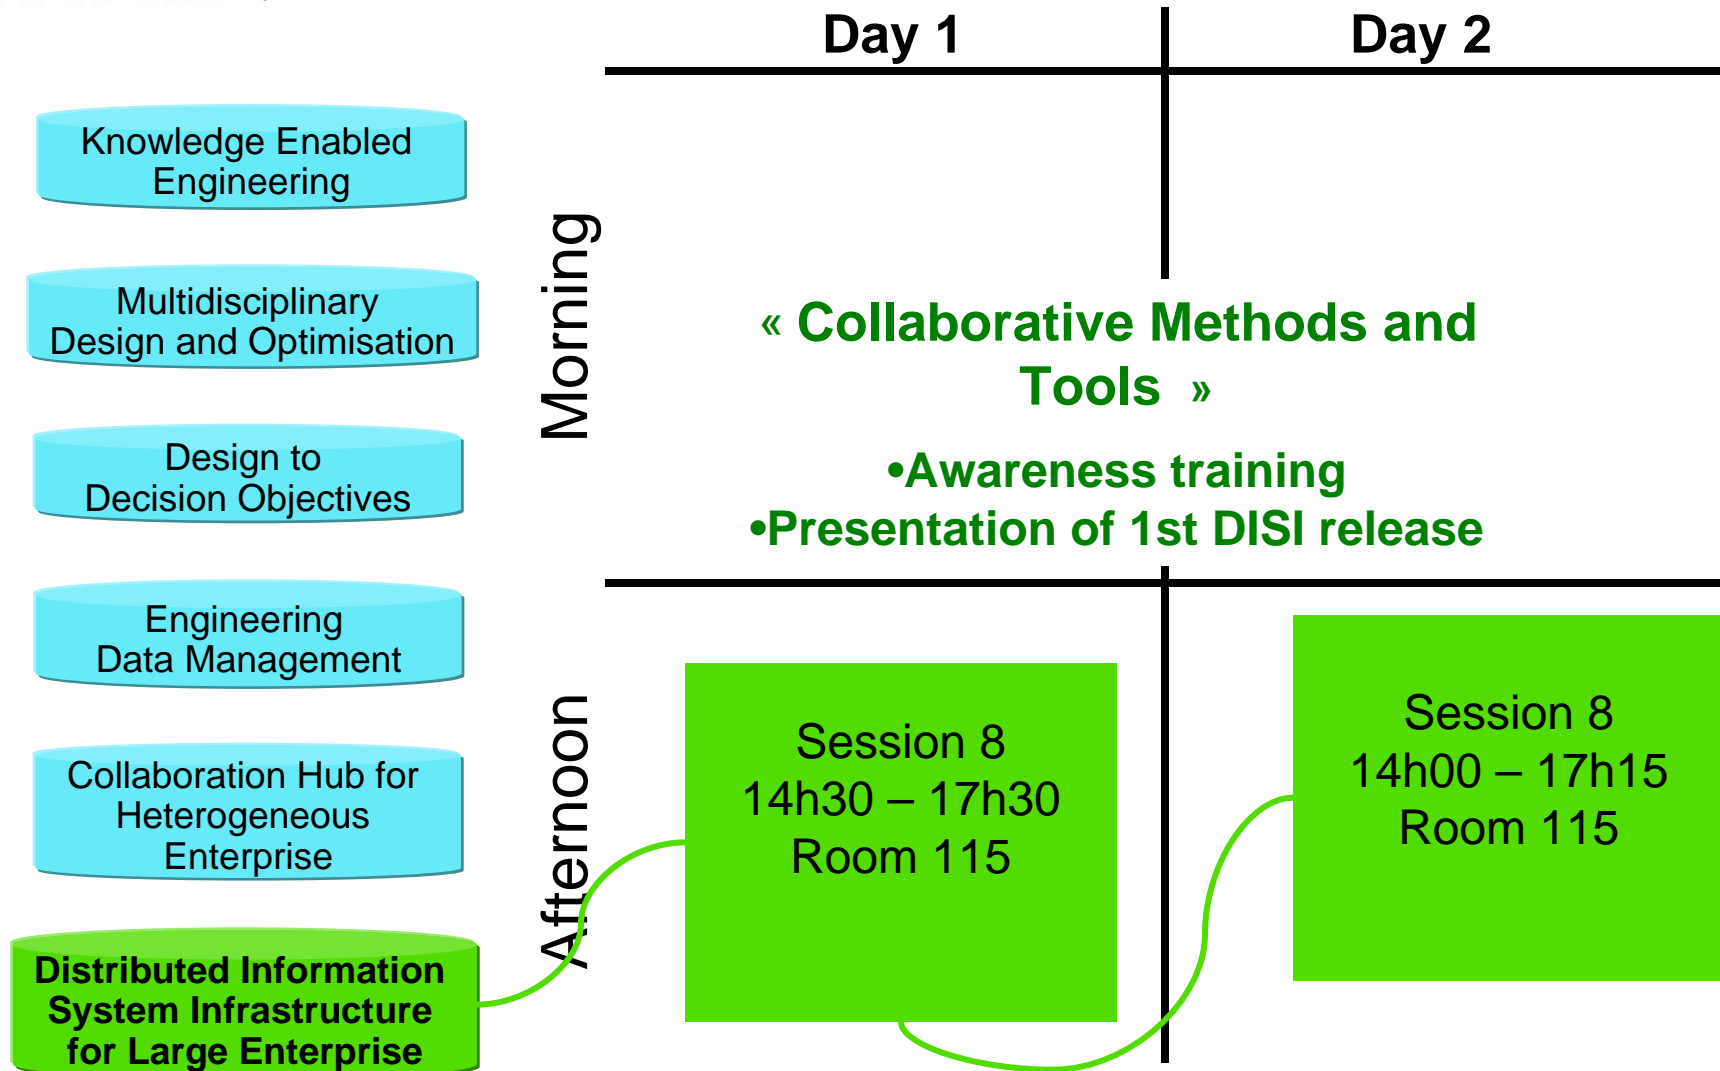 Day 1
Day 2
Knowledge Enabled
Engineering
Multidisciplinary
Design and Optimisation
Design to
Decision Objectives
Engineering
Data Management
Collaboration Hub for
Heterogeneous
Enterprise
Distributed Information
System Infrastructure
for Large Enterprise
Morning
« Collaborative Methods and
Tools »
•Awareness training
•Presentation of 1st DISI release
Afternoon
Session 8
14h30 – 17h30
Room 115
Session 8
14h00 – 17h15
Room 115